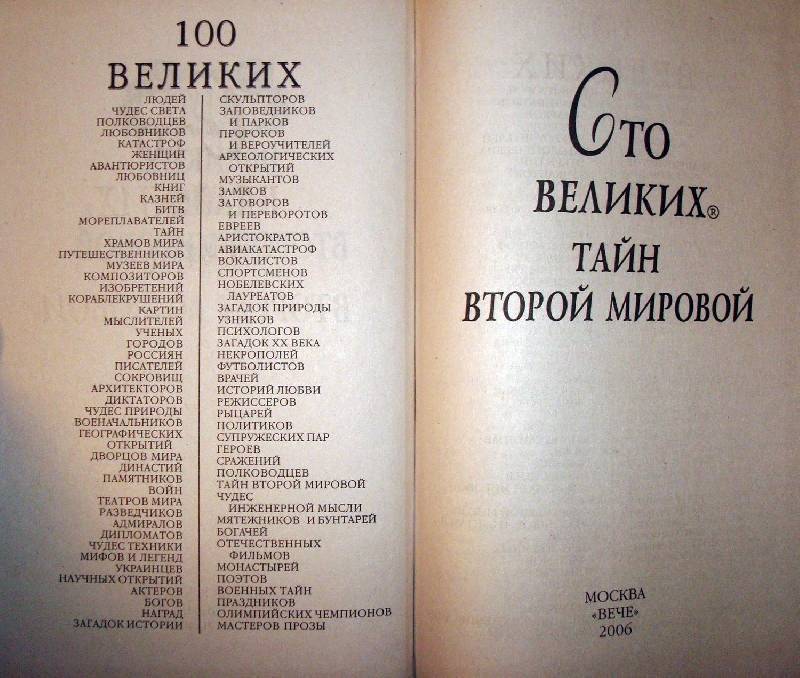 100
ВЕЛИКИХ
ЛЮДЕЙ
ЧУДЕС СВЕТА
ПОЛКОВОДЦЕВ
ЛЮБОВНИКОВ
КАТАСТРОФ
ЖЕНЩИН
АВАНТЮРИСТОВ
ЛЮБОВНИЦ
КНИГ
КАЗНЕЙ
БИТВ
МОРЕПЛАВАТЕЛЕЙ
ТАЙН
ХРАМОВ МИРА
ПУТЕШЕСТВЕННИКОВ
МУЗЕЕВ МИРА
КОМПОЗИТОРОВ
ИЗОБРЕТЕНИЙ
КОРАБЛЕКРУШЕНИЙ
КАРТИН
МЫСЛИТЕЛЕЙ
УЧЕНЫХ
ГОРОДОВ
РОССИЯН
ПИСАТЕЛЕЙ
СОКРОВИЩ
АРХИТЕКТОРОВ
ДИКТАТОРОВ
ЧУДЕС ПРИРОДЫ
ВОЕНАЧАЛЬНИКОВ
ГЕОГРАФИЧЕСКИХ
ОТКРЫТИЙ
ДВОРЦОВ МИРА
ДИНАСТИЙ
ПАМЯТНИКОВ
ВОЙН
ТЕАТРОВ МИРА
РАЗВЕДЧИКОВ
АДМИРАЛОВ
ДИПЛОМАТОВ
ЧУДЕС ТЕХНИКИ
МИФОВ И ЛЕГЕНД
УКРАИНЦЕВ
НАУЧНЫХ ОТКРЫТИЙ
АКТЕРОВ
БОГОВ
НАГРАД
ЗАГАДОК ИСТОРИИ
СКУЛЬПТОРОВ
ЗАПОВЕДНИКОВ
И ПАРКОВ
ПРОРОКОВ
И ВЕРОУЧИТЕЛЕЙ
АРХЕОЛОГИЧЕСКИХ
ОТКРЫТИЙ
МУЗЫКАНТОВ
ЗАМКОВ
ЗАГОВОРОВ
И ПЕРЕВОРОТОВ
ЕВРЕЕВ
АРИСТОКРАТОВ
АВИАКАТАСТРОФ
ВОКАЛИСТОВ
СПОРТСМЕНОВ
НОБЕЛЕВСКИХ
ЛАУРЕАТОВ
ЗАГАДОК ПРИРОДЫ
УЗНИКОВ
ПСИХОЛОГОВ
ЗАГАДОК XX ВЕКА
НЕКРОПОЛЕЙ
ФУТБОЛИСТОВ
ВРАЧЕЙ
ИСТОРИЙ ЛЮБВИ
РЕЖИССЕРОВ
РЫЦАРЕЙ
ПОЛИТИКОВ
СУПРУЖЕСКИХ ПАР
ГЕРОЕВ
СРАЖЕНИЙ
ПОЛКОВОДЦЕВ
ТАЙН ВТОРОЙ МИРОВОЙ
ЧУДЕС
ИНЖЕНЕРНОЙ МЫСЛИ
МЯТЕЖНИКОВ И БУНТАРЕЙ
БОГАЧЕЙ
ОТЕЧЕСТВЕННЫХ
ФИЛЬМОВ
МОНАСТЫРЕЙ
ПОЭТОВ
ВОЕННЫХ ТАЙН
ПРАЗДНИКОВ
ОЛИМПИЙСКИХ ЧЕМПИОНОВ
МАСТЕРОВ ПРОЗЫ
Сто
ВЕЛИКИХ®
ТАЙН
ВТОРОЙ МИРОВОЙ
МОСКВА
«ВЕЧЕ»
2006